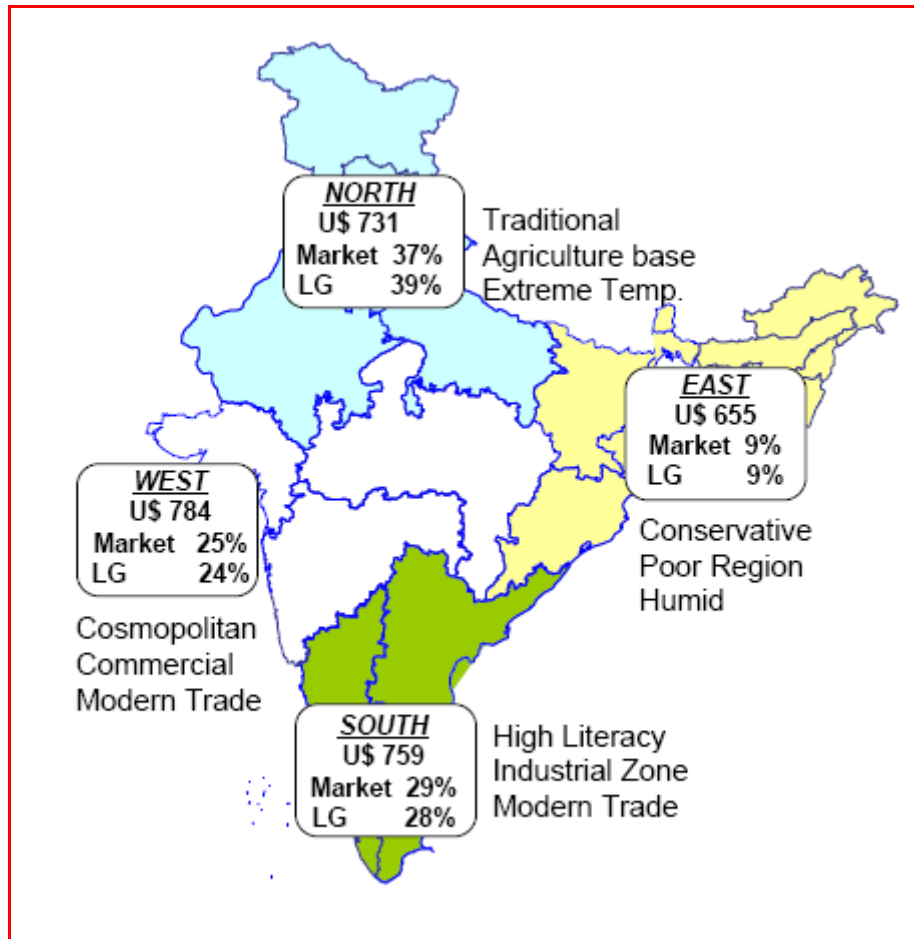 NORTH
U$ 731
Market 37%
LG 39%
Traditional
Agriculture base
Extreme Temp.
EAST
U$ 655
Market 9%
LG 9%
Conservative
Poor Region
Humid
WEST
U$ 784
Market 25%
LG 24%
Cosmopolitan
Commercial
Modern Trade
SOUTH
U$ 759
Market 29%
LG 28%
High Literacy
Industrial Zone
Modern Trade